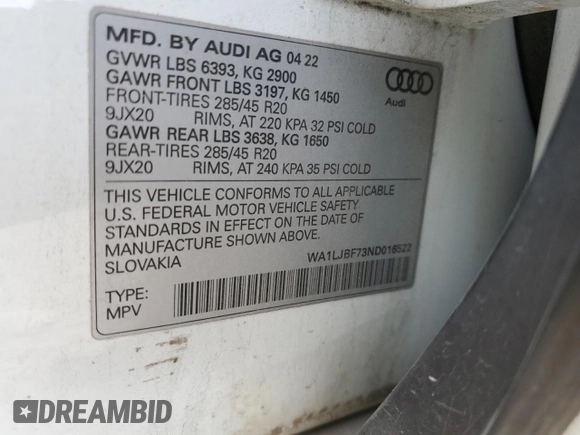 MFD. BY AUDI AG 04 22
GVWR LBS 6393, KG 2900
GAWR FRONT LBS 3197, KG 1450
FRONT-TIRES 285/45 R20
9JX20 RIMS, AT 220 KPA 32 PSI COLD
GAWR REAR LBS 3638, KG 1650
REAR-TIRES 285/45 R20
9JX20 RIMS, AT 240 KPA 35 PSI COLD
Audi
THIS VEHICLE CONFORMS TO ALL APPLICABLE
U.S. FEDERAL MOTOR VEHICLE SAFETY
STANDARDS IN EFFECT ON THE DATE OF
MANUFACTURE SHOWN ABOVE.
SLOVAKIA
WA1LJBF73ND016522
TYPE:
MPV
DREAMBID